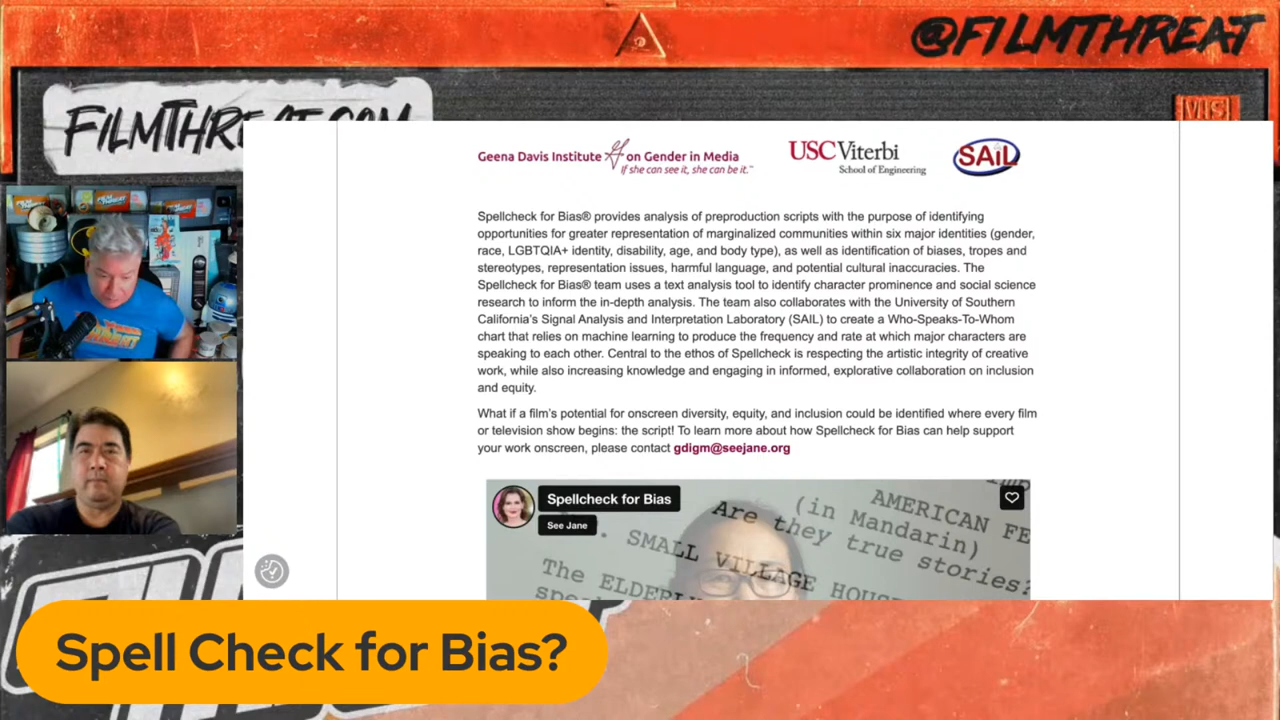 @FILMTHREAT
FILMTHREAT.COM
VIS
Geena Davis Institute on Gender in Media
If she can see it, she can be it.™
USC Viterbi
School of Engineering
SAiL
Spellcheck for Bias® provides analysis of preproduction scripts with the purpose of identifying
opportunities for greater representation of marginalized communities within six major identities (gender,
race, LGBTQIA+ identity, disability, age, and body type), as well as identification of biases, tropes and
stereotypes, representation issues, harmful language, and potential cultural inaccuracies. The
Spellcheck for Bias® team uses a text analysis tool to identify character prominence and social science
research to inform the in-depth analysis. The team also collaborates with the University of Southern
California's Signal Analysis and Interpretation Laboratory (SAIL) to create a Who-Speaks-To-Whom
chart that relies on machine learning to produce the frequency and rate at which major characters are
speaking to each other. Central to the ethos of Spellcheck is respecting the artistic integrity of creative
work, while also increasing knowledge and engaging in informed, explorative collaboration on inclusion
and equity.
What if a film's potential for onscreen diversity, equity, and inclusion could be identified where every film
or television show begins: the script! To learn more about how Spellcheck for Bias can help support
your work onscreen, please contact gdigm@seejane.org
Spellcheck for Bias
See Jane
AMERICAN FE
(in Mandarin)
Are they true stories?
. SMALL VILLAGE HOUS
The ELDERL
Spell Check for Bias?